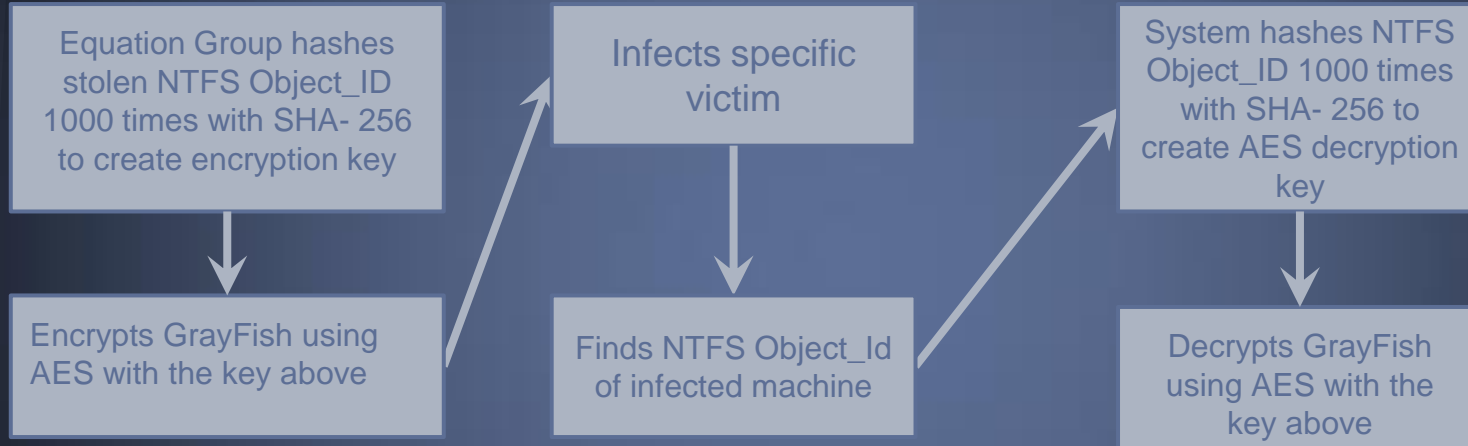 Equation Group hashes
stolen NTFS Object_ID
1000 times with SHA- 256
to create encryption key
Encrypts GrayFish using
AES with the key above
Infects specific
victim
Finds NTFS Object_Id
of infected machine
System hashes NTFS
Object_ID 1000 times
with SHA- 256 to
create AES decryption
key
Decrypts GrayFish
using AES with the
key above